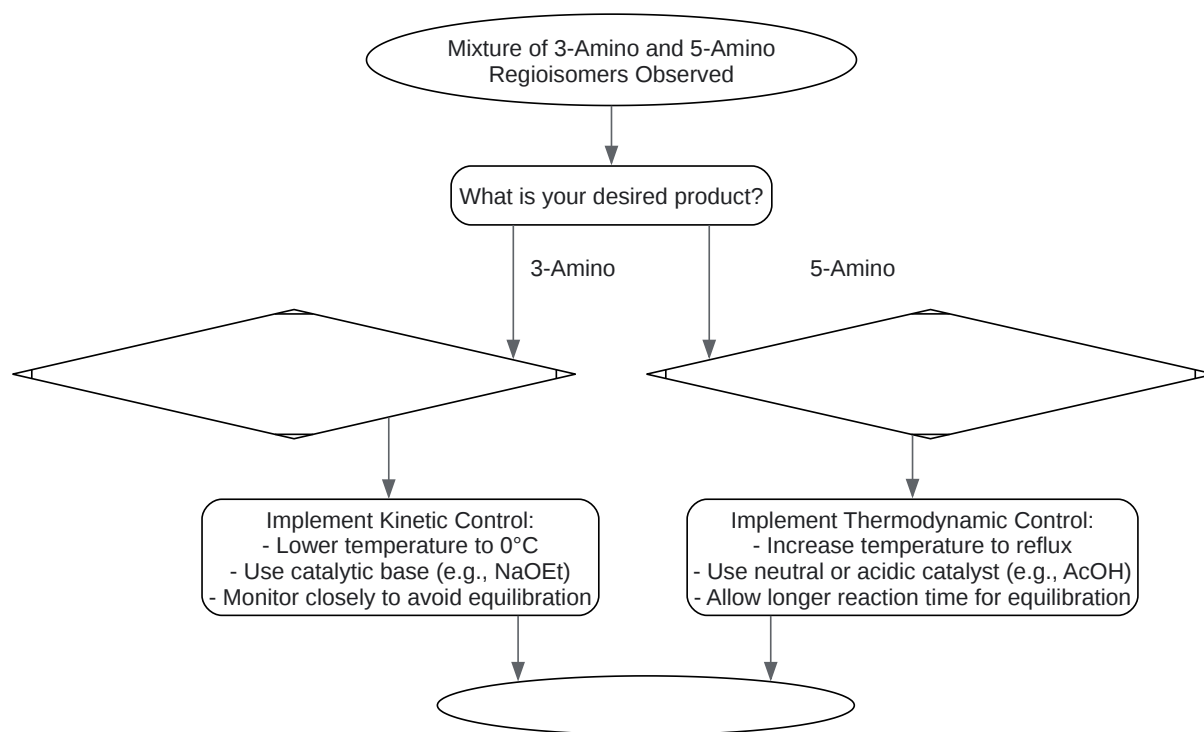 Mixture of 3-Amino and 5-Amino
Regioisomers Observed
What is your desired product?
3-Amino
5-Amino
Implement Kinetic Control:
- Lower temperature to 0°C
- Use catalytic base (e.g., NaOEt)
- Monitor closely to avoid equilibration
Implement Thermodynamic Control:
- Increase temperature to reflux
- Use neutral or acidic catalyst (e.g., AcOH)
- Allow longer reaction time for equilibration